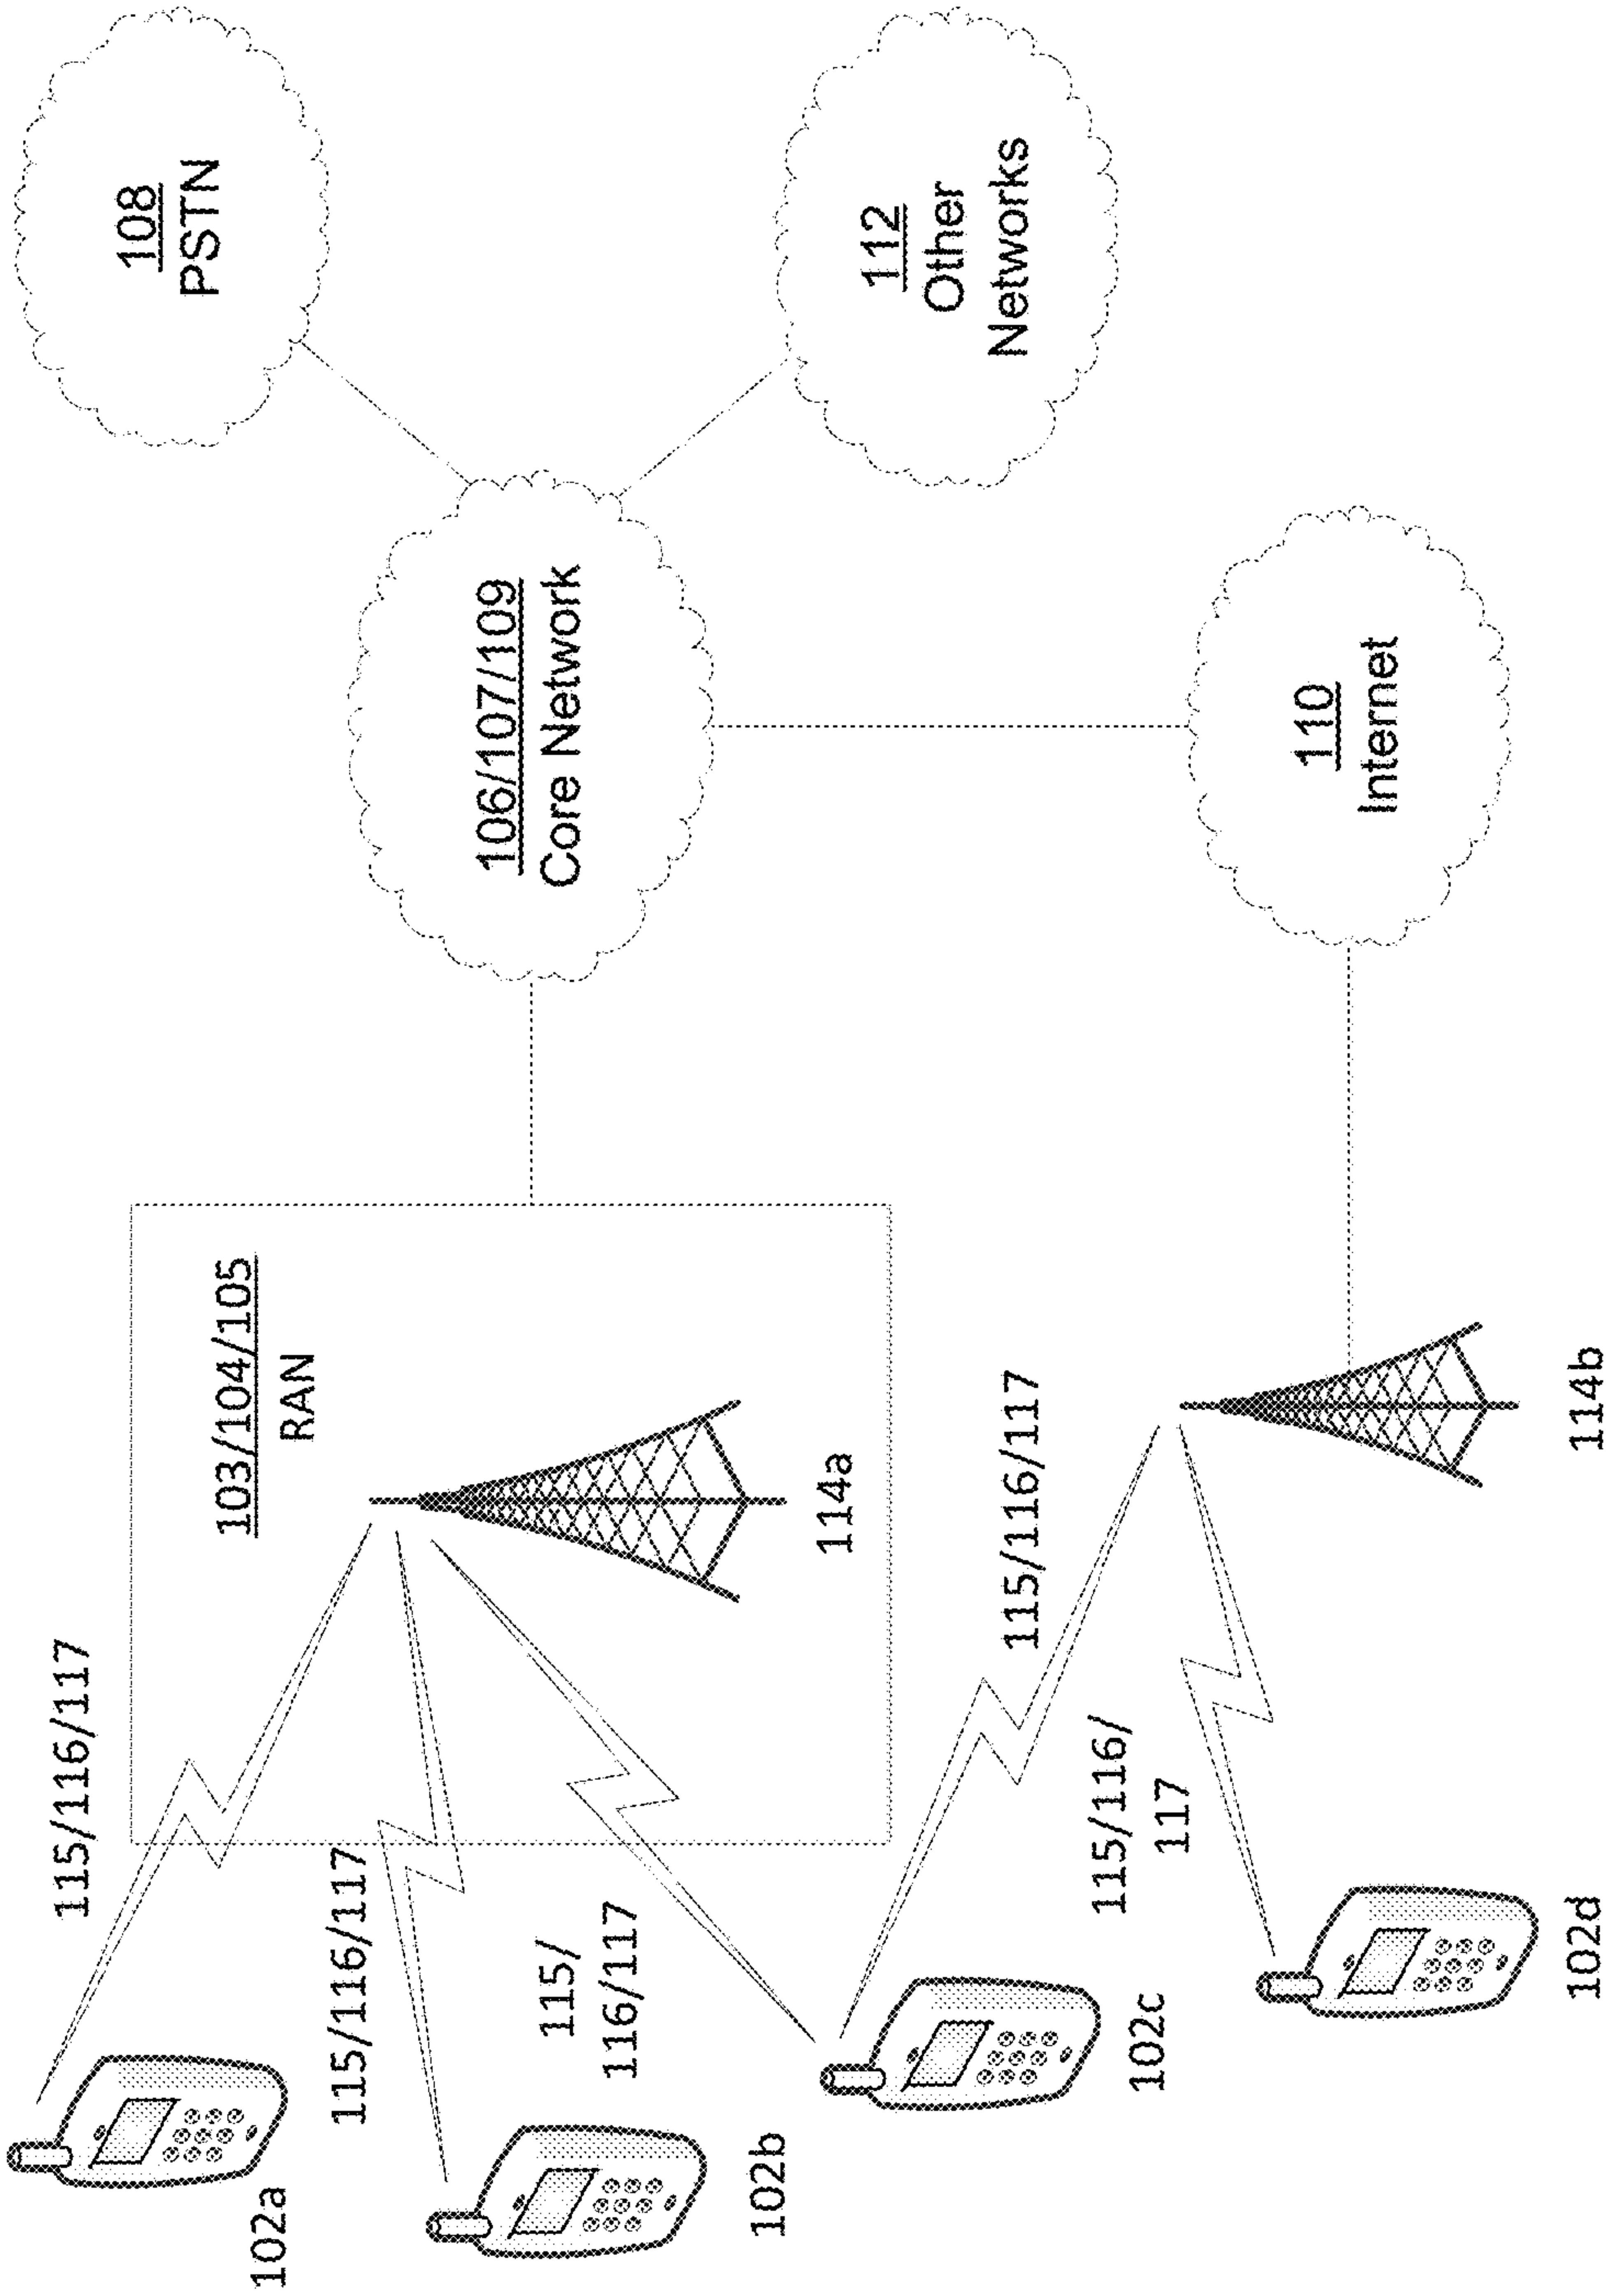 115/116/117
102a
103/104/105
RAN
108
PSTN
106/107/109
Core Network
115/116/117
102b
115/
116/117
114a
112
Other
Networks
115/116/117
102c
115/116/
117
110
Internet
102d
114b